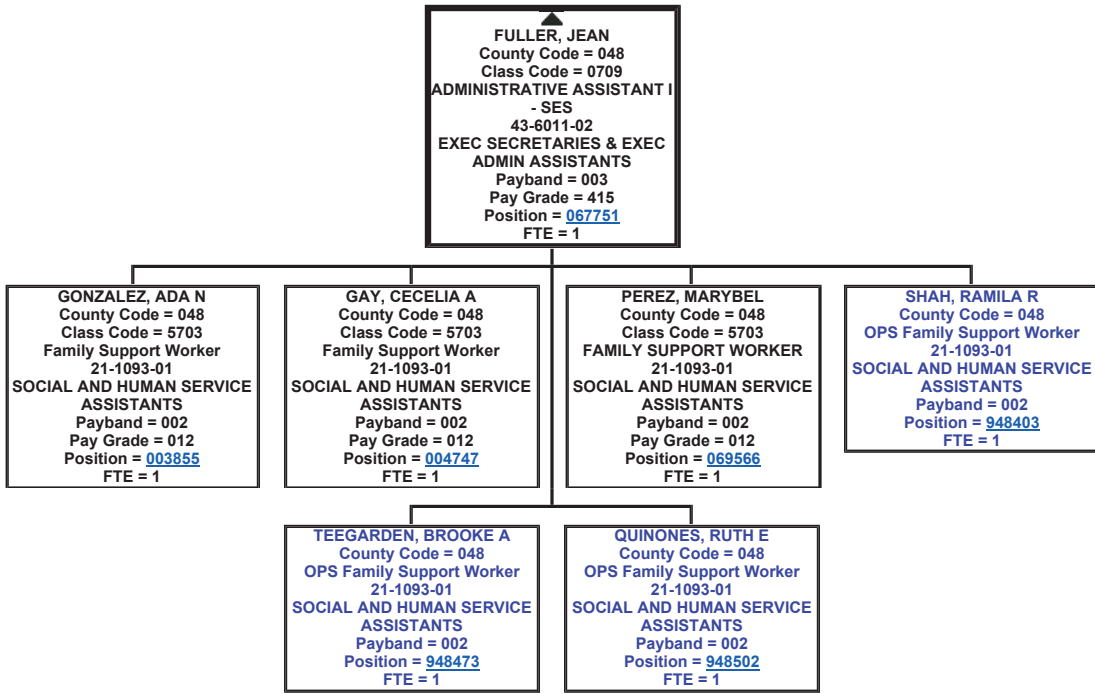 FULLER, JEAN
County Code = 048
Class Code = 0709
ADMINISTRATIVE ASSISTANT I
- SES
43-6011-02
EXEC SECRETARIES & EXEC
ADMIN ASSISTANTS
Payband = 003
Pay Grade = 415
Position = 067751
FTE = 1
GONZALEZ, ADA N
County Code = 048
Class Code = 5703
Family Support Worker
21-1093-01
SOCIAL AND HUMAN SERVICE
ASSISTANTS
Payband = 002
Pay Grade = 012
Position = 003855
FTE = 1
GAY, CECELIA A
County Code = 048
Class Code = 5703
Family Support Worker
21-1093-01
SOCIAL AND HUMAN SERVICE
ASSISTANTS
Payband = 002
Pay Grade = 012
Position = 004747
FTE = 1
PEREZ, MARYBEL
County Code = 048
Class Code = 5703
FAMILY SUPPORT WORKER
21-1093-01
SOCIAL AND HUMAN SERVICE
ASSISTANTS
Payband = 002
Pay Grade = 012
Position = 069566
FTE = 1
SHAH, RAMILA R
County Code = 048
OPS Family Support Worker
21-1093-01
SOCIAL AND HUMAN SERVICE
ASSISTANTS
Payband = 002
Position = 948403
FTE = 1
TEEGARDEN, BROOKE A
County Code = 048
OPS Family Support Worker
21-1093-01
SOCIAL AND HUMAN SERVICE
ASSISTANTS
Payband = 002
Position = 948473
FTE = 1
QUINONES, RUTH E
County Code = 048
OPS Family Support Worker
21-1093-01
SOCIAL AND HUMAN SERVICE
ASSISTANTS
Payband = 002
Position = 948502
FTE = 1